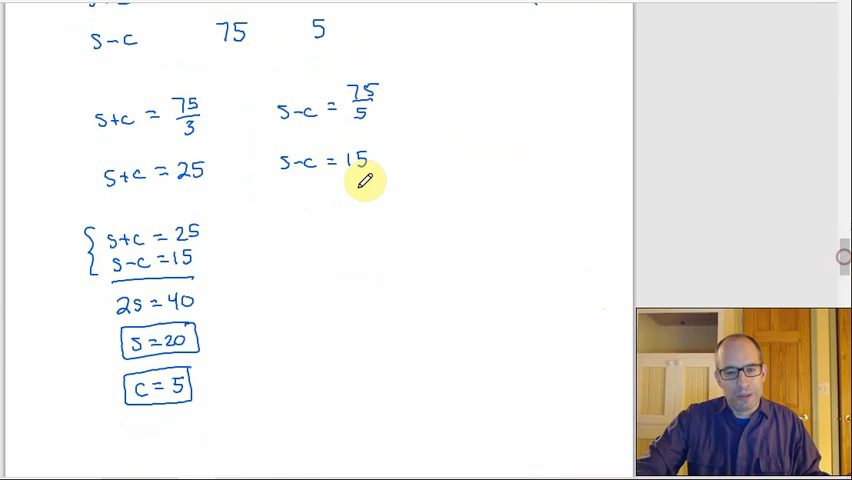 s-c 75 5
s+c = 75/3 s-c = 75/5
s+c = 25 s-c = 15
{ s+c = 25
s-c = 15
2s = 40
s = 20
c = 5